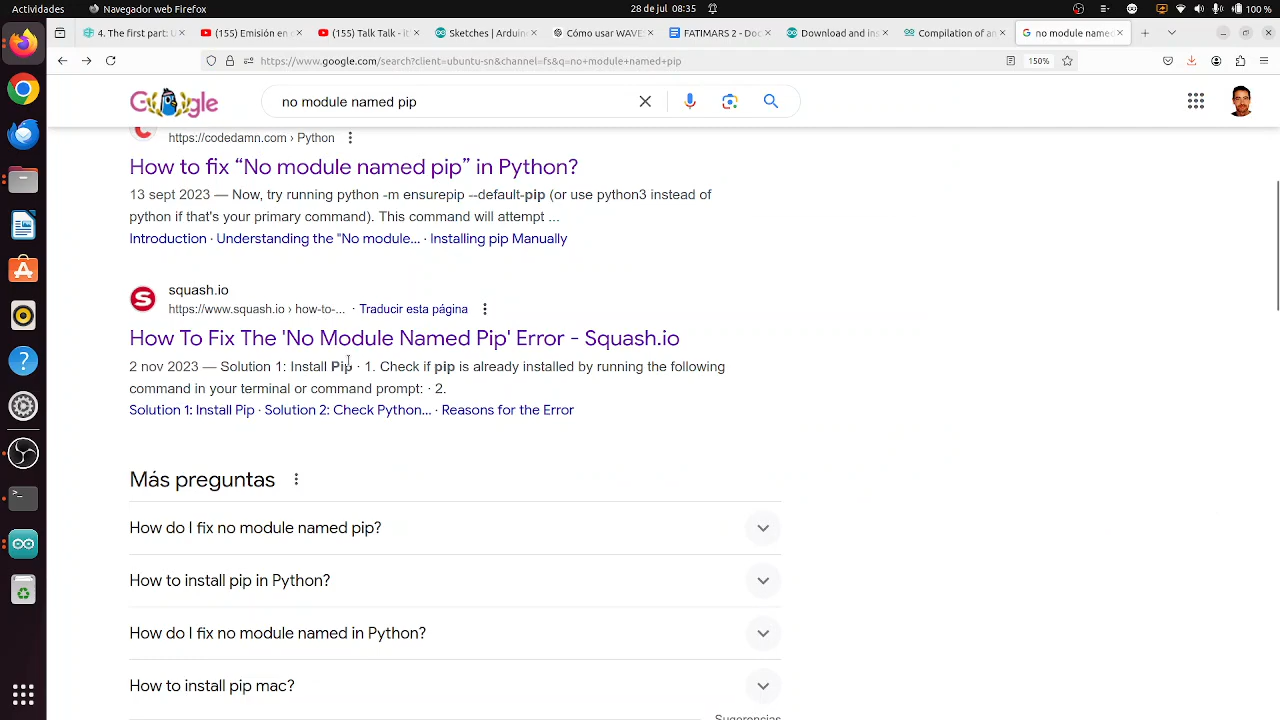 Actividades
Navegador web Firefox
28 de jul 08:35
100 %
4. The first part: U
(155) Emisión en
(155) Talk Talk - it
Sketches | Arduin
Cómo usar WAVE
FATIMARS 2 - Doc
Download and ins
Compilation of an
no module named
https://www.google.com/search?client=ubuntu-sn&channel=fs&q=no+module+named+pip
150%
Google
no module named pip
https://codedamn.com › Python
How to fix “No module named pip” in Python?
13 sept 2023 — Now, try running python -m ensurepip --default-pip (or use python3 instead of
python if that's your primary command). This command will attempt ...
Introduction · Understanding the "No module... · Installing pip Manually
squash.io
https://www.squash.io › how-to-... · Traducir esta página
How To Fix The 'No Module Named Pip' Error - Squash.io
2 nov 2023 — Solution 1: Install Pip · 1. Check if pip is already installed by running the following
command in your terminal or command prompt: · 2.
Solution 1: Install Pip · Solution 2: Check Python... · Reasons for the Error
Más preguntas
How do I fix no module named pip?
How to install pip in Python?
How do I fix no module named in Python?
How to install pip mac?
Sugerencias